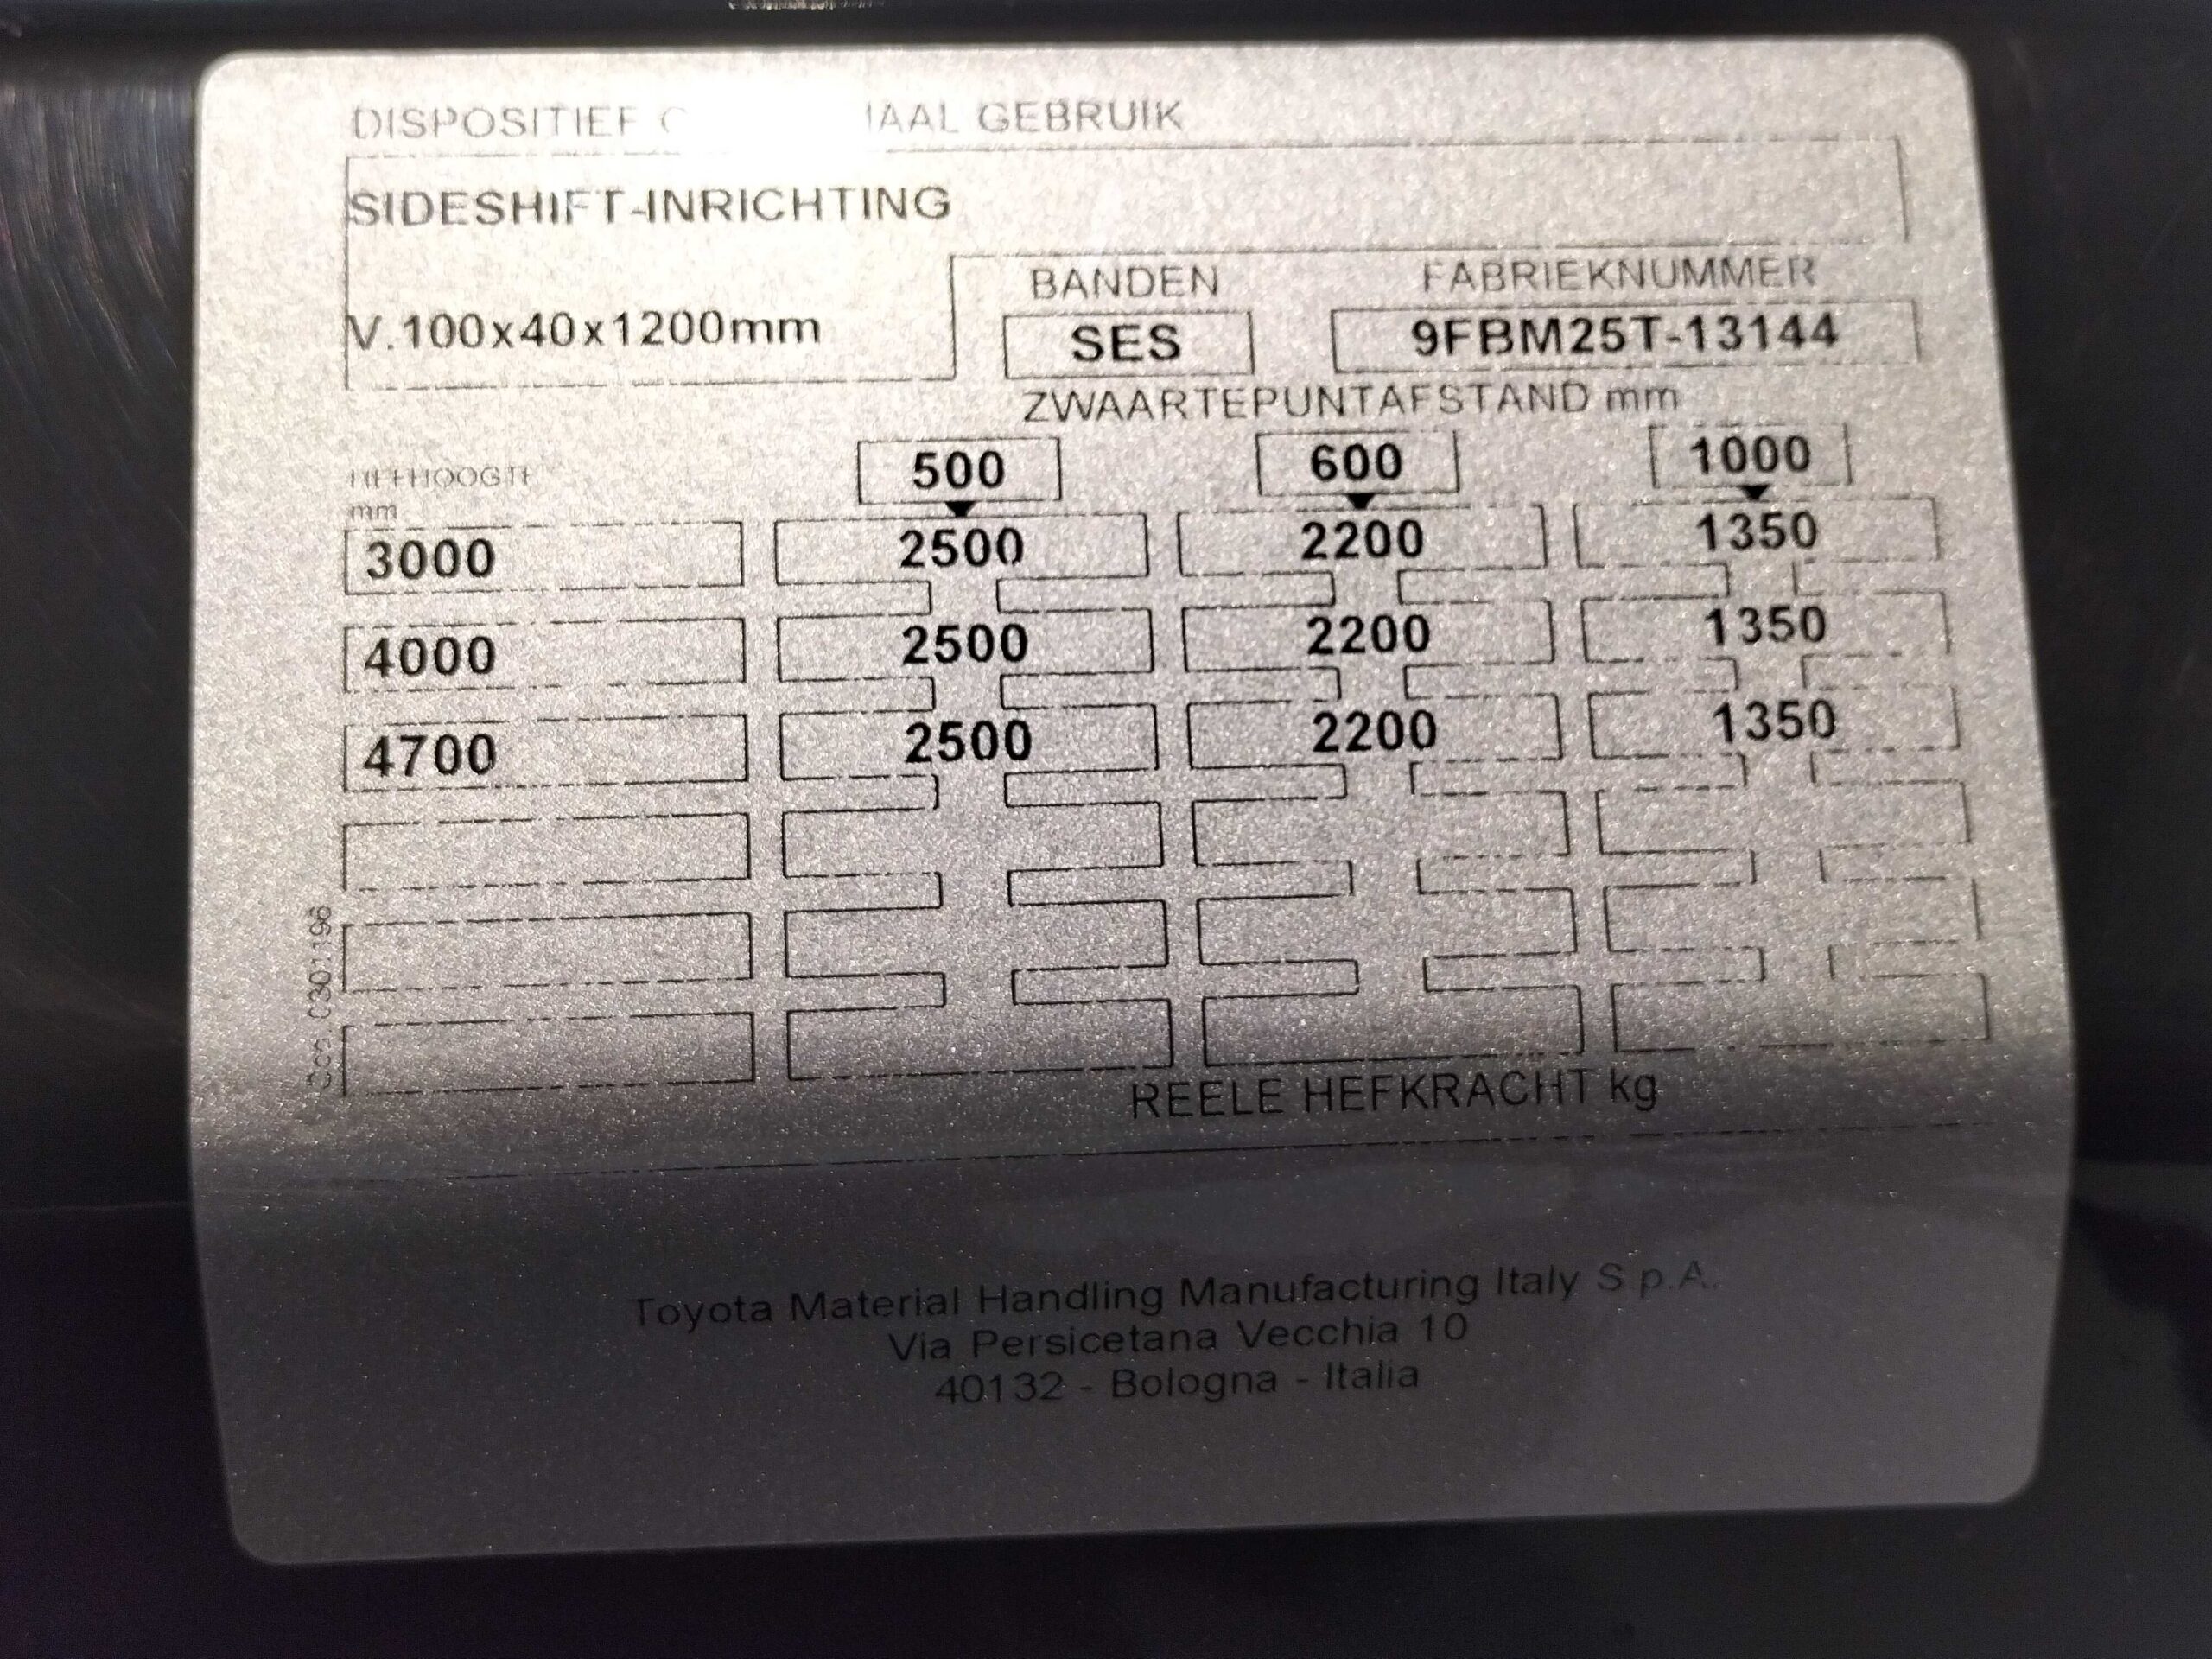 DISPOSITIEF GEBRUIK
SIDESHIFT-INRICHTING
V.100x40x1200mm
BANDEN FABRIEKNUMMER
SES 9FBM25T-13144
ZWAARTEPUNTAFSTAND mm
HEFHOOGTE
mm
500 600 1000
3000 2500 2200 1350
4000 2500 2200 1350
4700 2500 2200 1350
REELE HEFKRACHT kg
Toyota Material Handling Manufacturing Italy S.p.A.
Via Persicetana Vecchia 10
40132 - Bologna - Italia